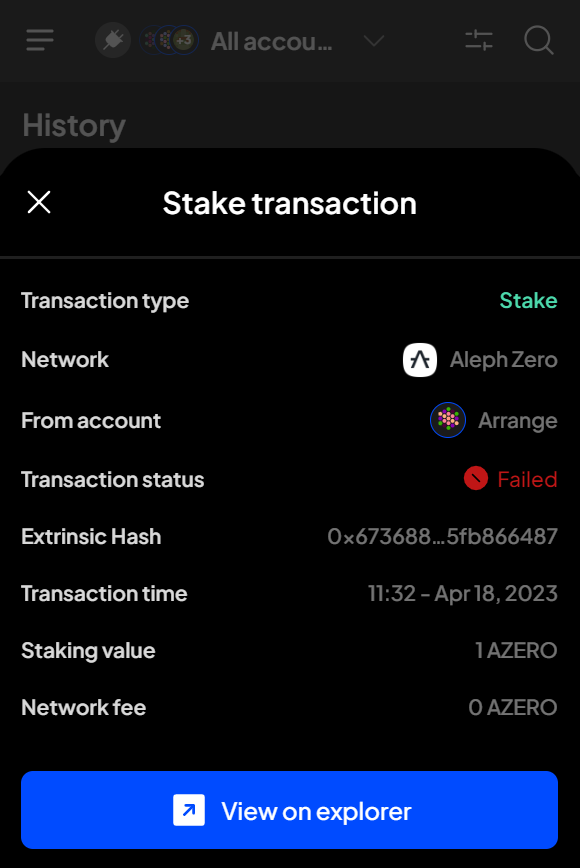 +3 All accou...
History
Stake transaction
Transaction type Stake
Network Aleph Zero
From account Arrange
Transaction status Failed
Extrinsic Hash 0x673688...5fb866487
Transaction time 11:32 - Apr 18, 2023
Staking value 1 AZERO
Network fee 0 AZERO
View on explorer